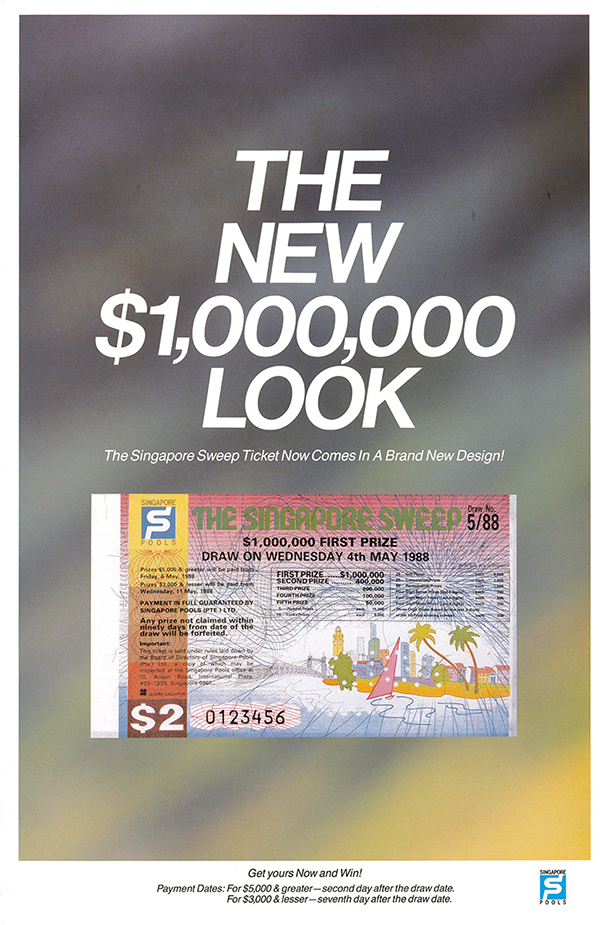 THE
NEW
$1,000,000
LOOK
The Singapore Sweep Ticket Now Comes In A Brand New Design!
SINGAPORE
S
POOLS
THE SINGAPORE SWEEP
Draw No.
5/88
$1,000,000 FIRST PRIZE
DRAW ON WEDNESDAY 4th MAY 1988
Prizes $5,000 & greater will be paid from
Friday, 6 May, 1988
Prizes $3,000 & lesser will be paid from
Wednesday, 11 May, 1988
PAYMENT IN FULL GUARANTEED BY
SINGAPORE POOLS (PTE) LTD.
Any prize not claimed within
ninety days from date of the
draw will be forfeited.
Important:
This ticket is sold under rules laid down by
the Board of Directors of Singapore Pools
(Pte) Ltd., a copy of which may be
inspected at the Singapore Pools office at
10, Anson Road, International Plaza,
Singapore 0207.
FIRST PRIZE......$1,000,000
SECOND PRIZE 400,000
THIRD PRIZE 200,000
FOURTH PRIZE 100,000
FIFTH PRIZE 50,000
$2
0123456
Get yours Now and Win!
Payment Dates: For $5,000 & greater—second day after the draw date.
For $3,000 & lesser—seventh day after the draw date.
SINGAPORE
S
POOLS